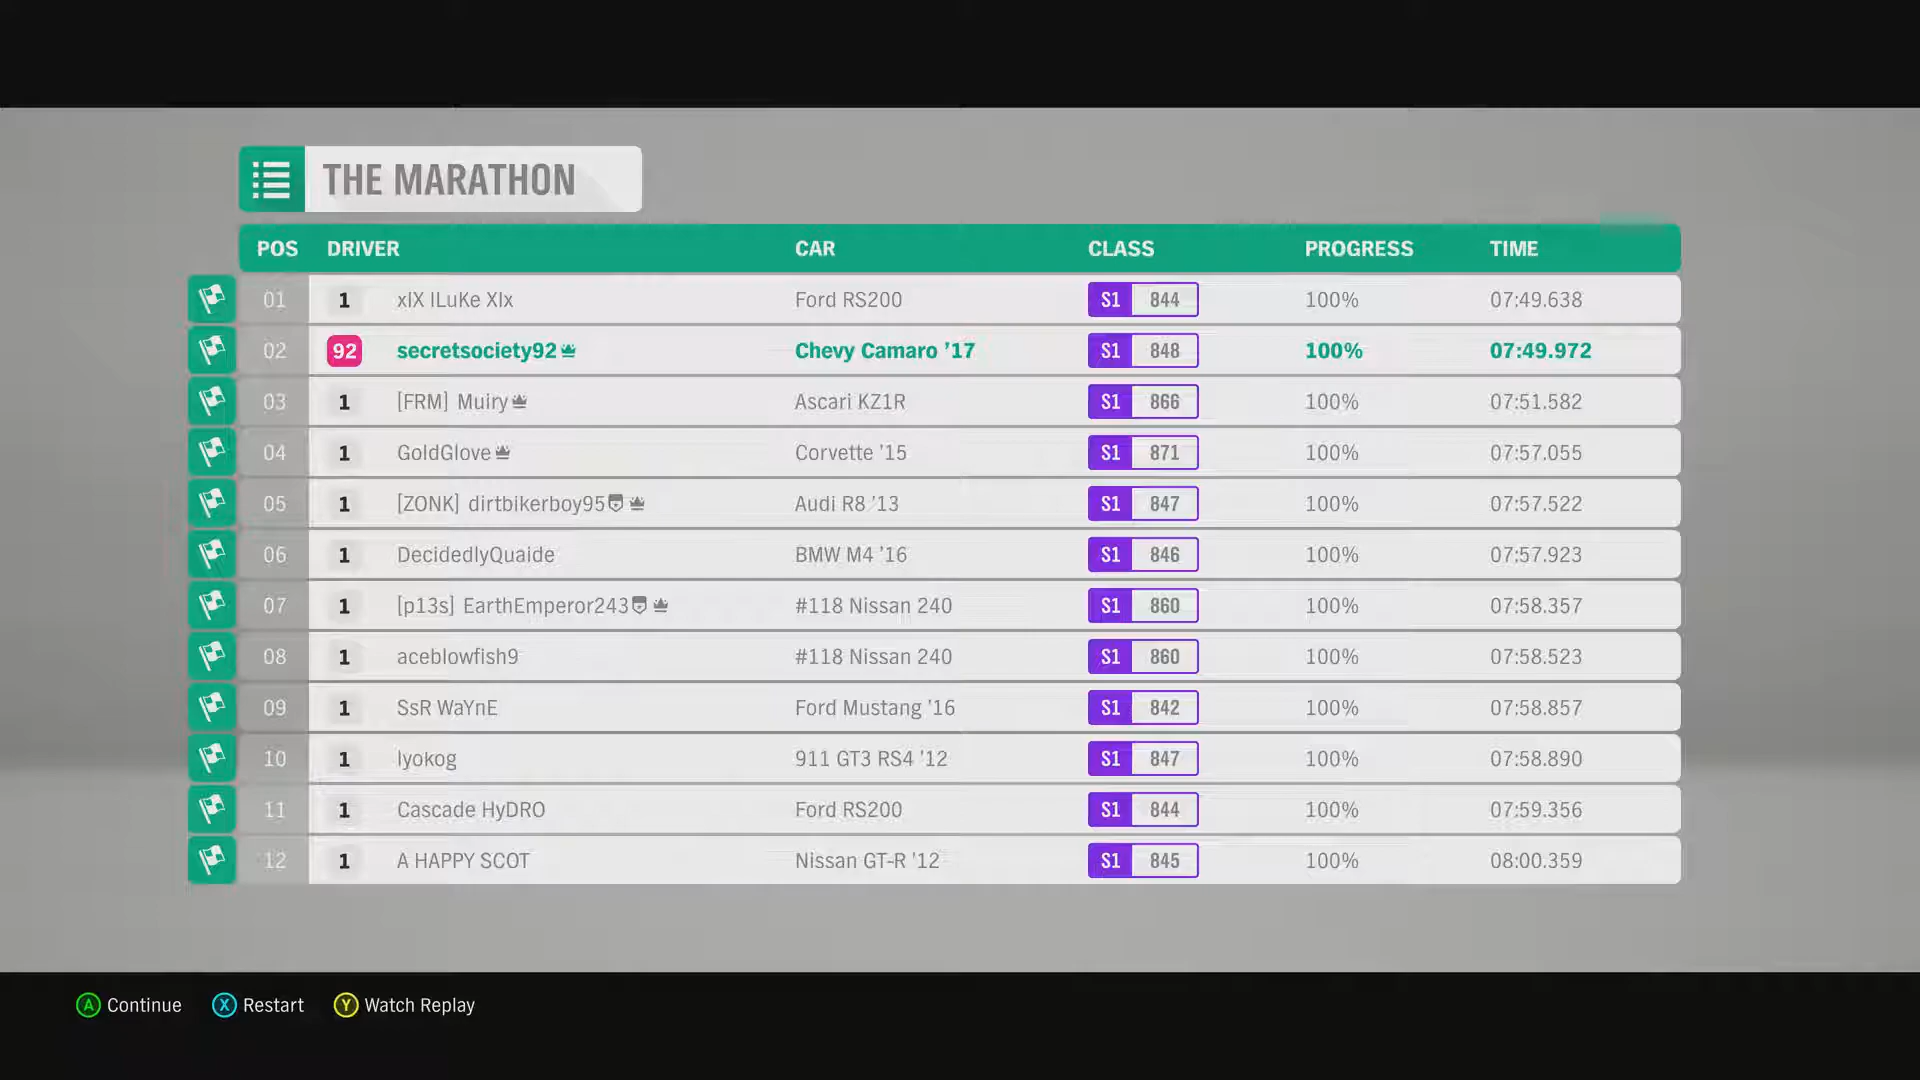 THE MARATHON
POS DRIVER CAR CLASS PROGRESS TIME
01 1 xIX ILuKe XIx Ford RS200 S1 844 100% 07:49.638
02 92 secretsociety92 Chevy Camaro '17 S1 848 100% 07:49.972
03 1 [FRM] Muiry Ascari KZ1R S1 866 100% 07:51.582
04 1 GoldGlove Corvette '15 S1 871 100% 07:57.055
05 1 [ZONK] dirtbikerboy95 Audi R8 '13 S1 847 100% 07:57.522
06 1 DecidedlyQuaide BMW M4 '16 S1 846 100% 07:57.923
07 1 [p13s] EarthEmperor243 #118 Nissan 240 S1 860 100% 07:58.357
08 1 aceblowfish9 #118 Nissan 240 S1 860 100% 07:58.523
09 1 SsR WaYnE Ford Mustang '16 S1 842 100% 07:58.857
10 1 lyokog 911 GT3 RS4 '12 S1 847 100% 07:58.890
11 1 Cascade HyDRO Ford RS200 S1 844 100% 07:59.356
12 1 A HAPPY SCOT Nissan GT-R '12 S1 845 100% 08:00.359
A Continue X Restart Y Watch Replay